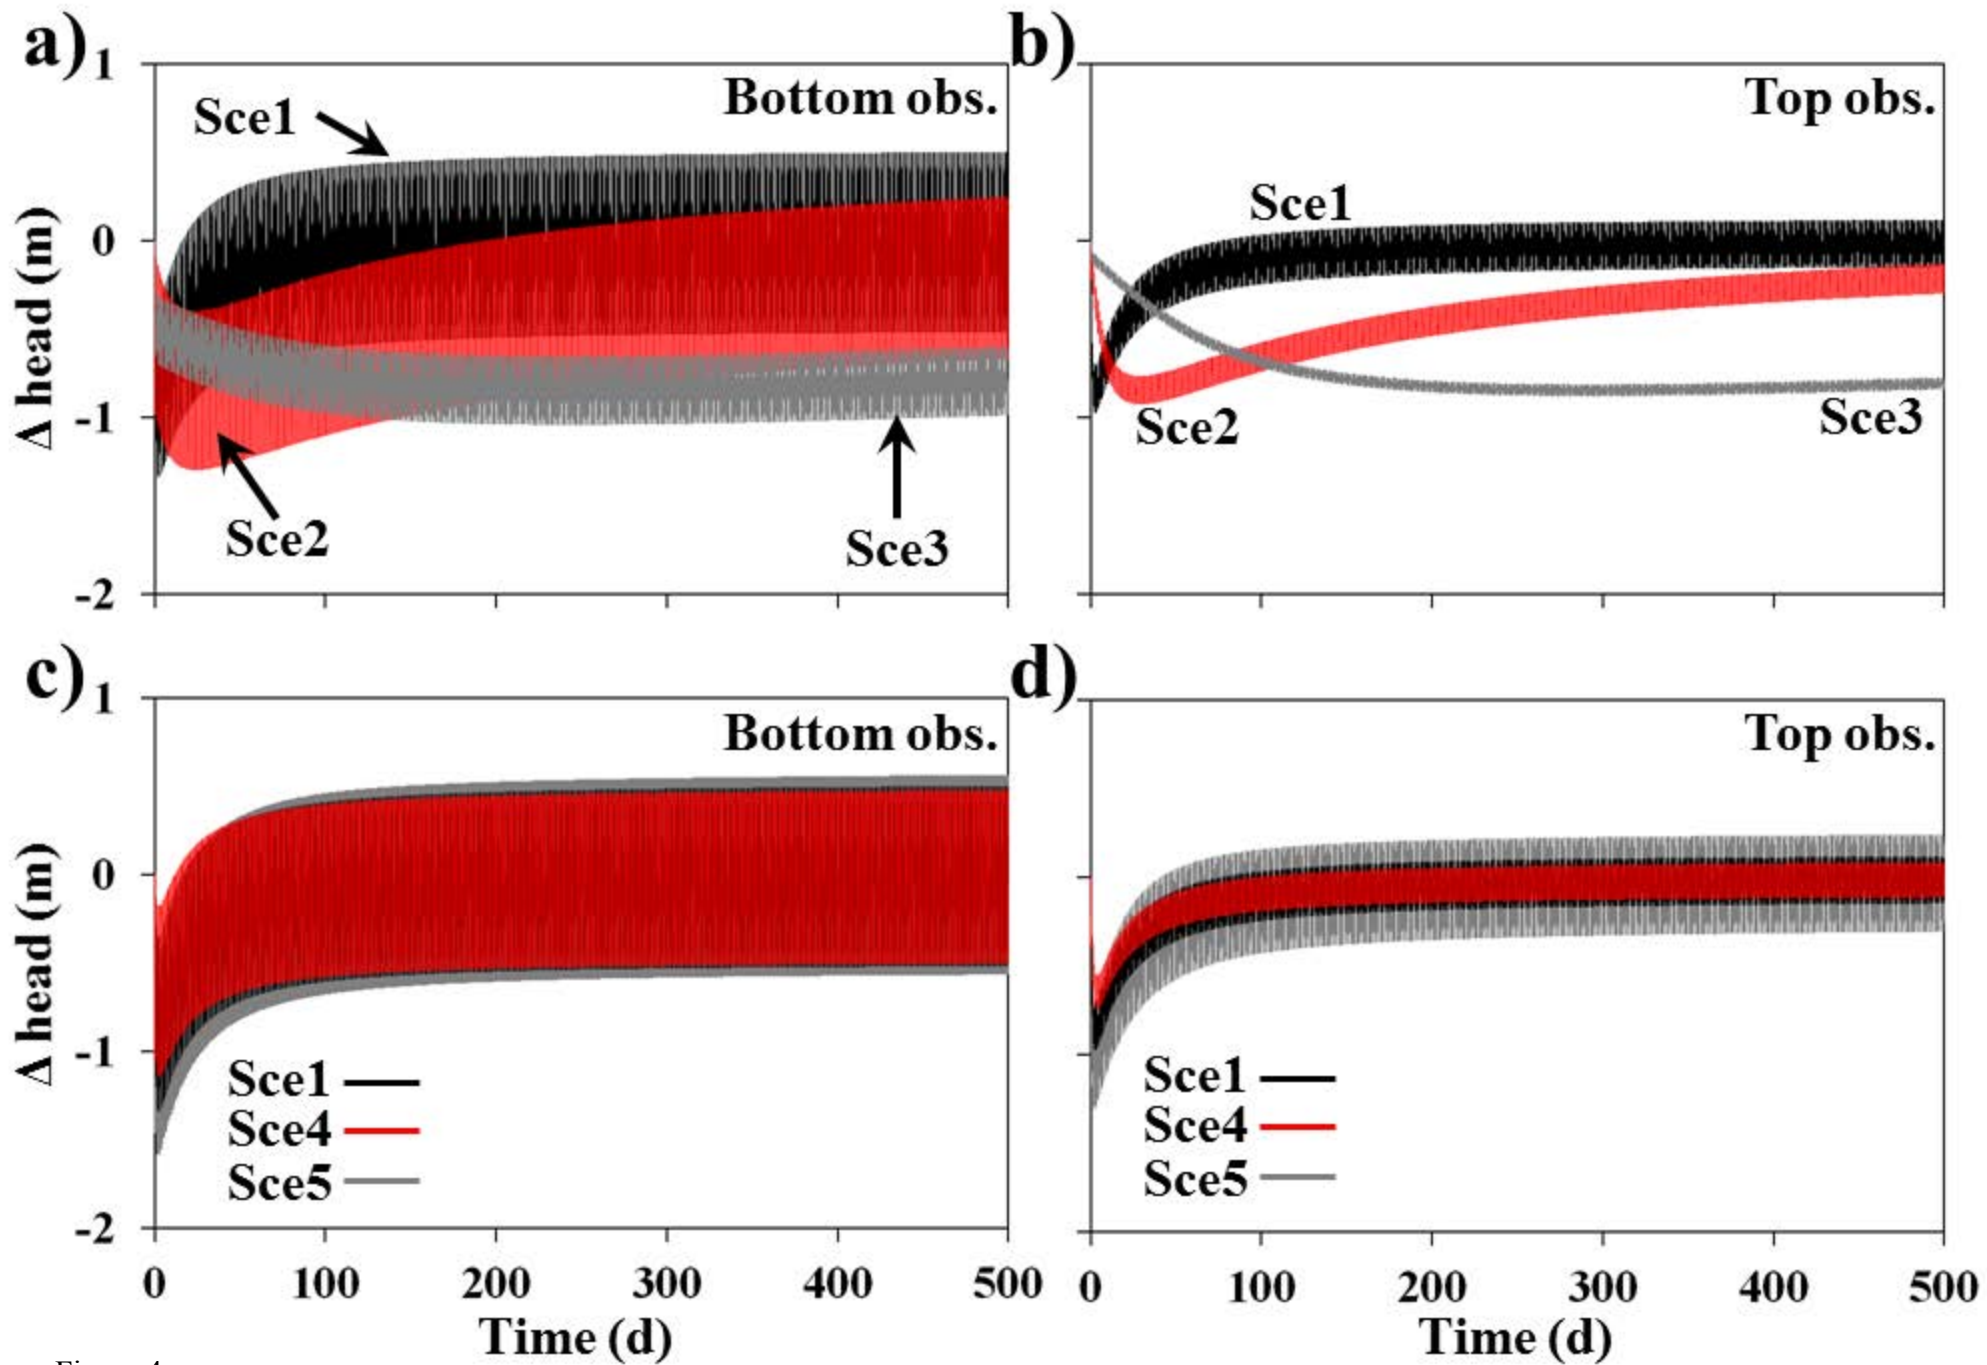 a)
1
Bottom obs.
Sce1
0
Δ head (m)
-1
Sce2
Sce3
-2
b)
Top obs.
Sce1
Sce2
Sce3
c)
1
Bottom obs.
0
Δ head (m)
-1
Sce1
Sce4
Sce5
-2
0 100 200 300 400 500
Time (d)
d)
Top obs.
Sce1
Sce4
Sce5
0 100 200 300 400 500
Time (d)